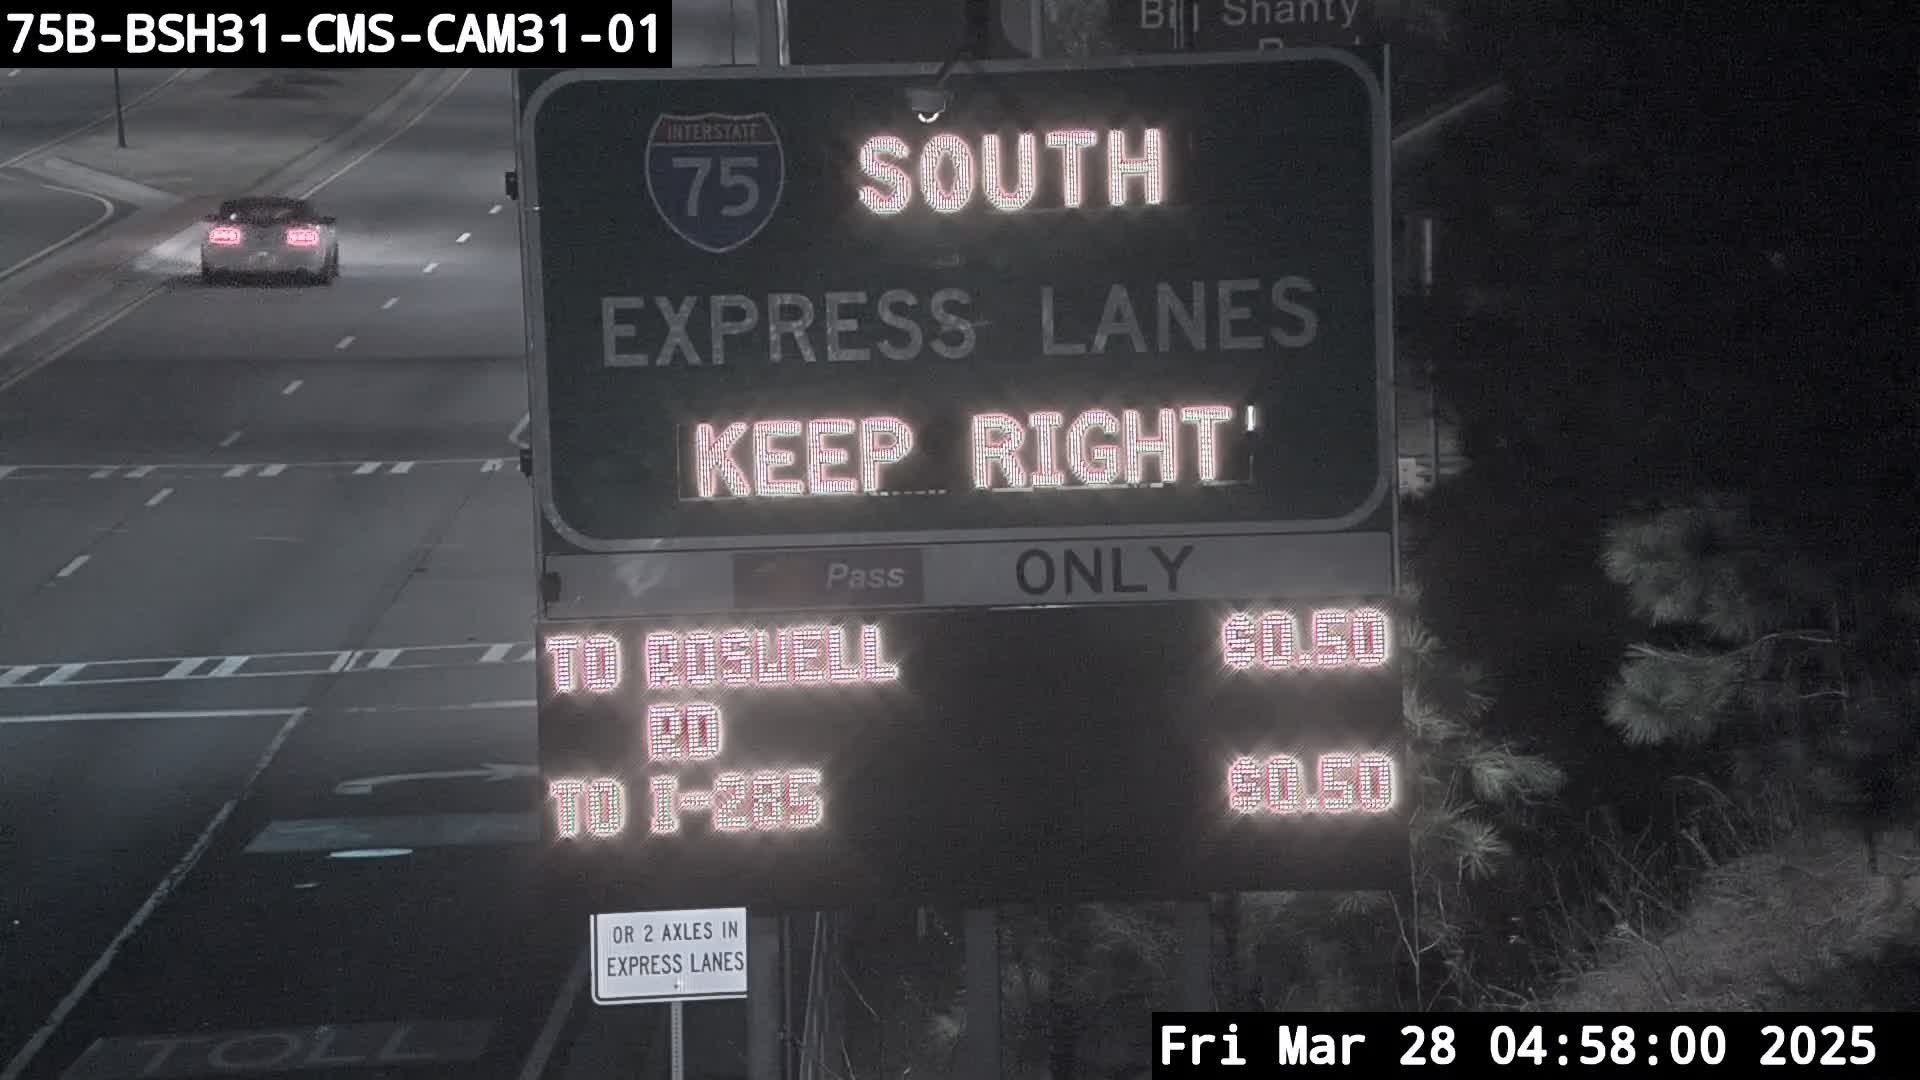 75B-BSH31-CMS-CAM31-01
Shanty
INTERSTATE
75
SOUTH
EXPRESS LANES
KEEP RIGHT
Pass ONLY
TO ROSWELL $0.50
RD
TO I-285 $0.50
OR 2 AXLES IN
EXPRESS LANES
TOLL
Fri Mar 28 04:58:00 2025